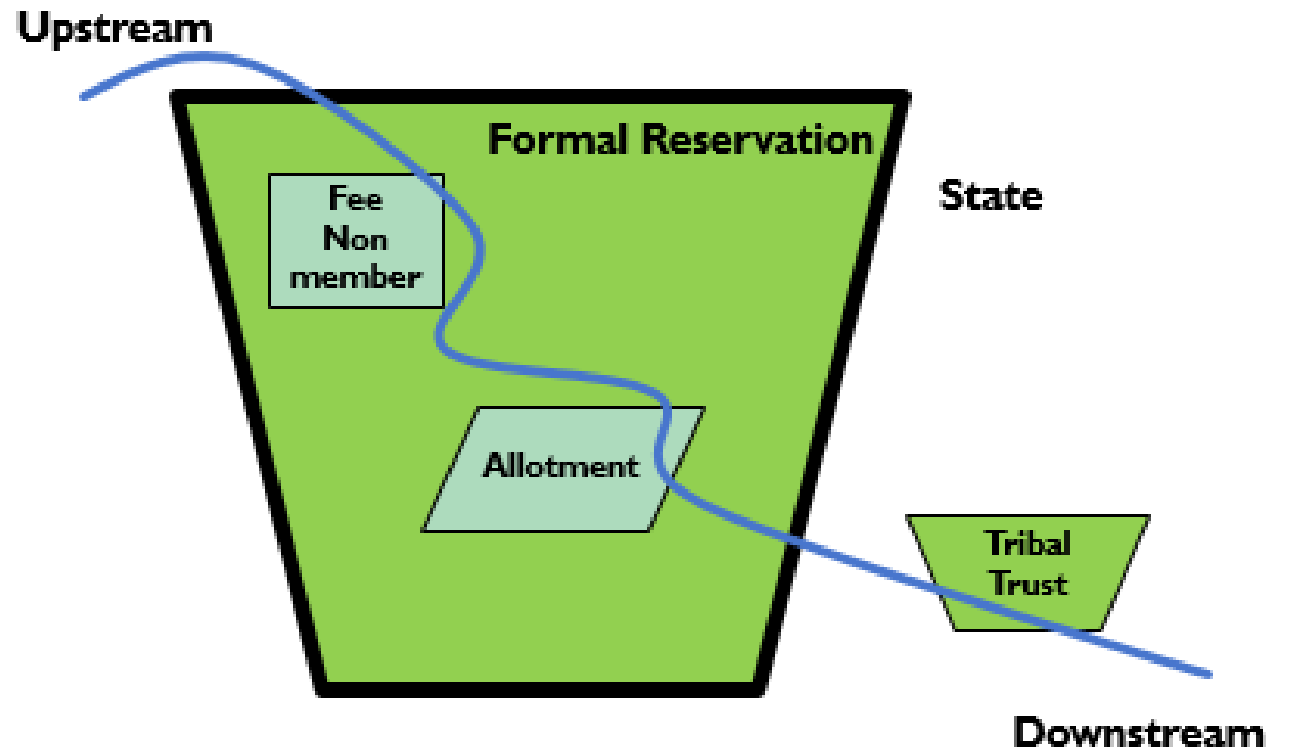 Upstream
Formal Reservation
State
Fee
Non
member
Allotment
Tribal
Trust
Downstream